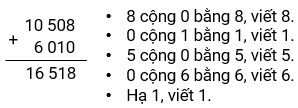 10 508
+
6 010
16 518
• 8 cộng 0 bằng 8, viết 8.
• 0 cộng 1 bằng 1, viết 1.
• 5 cộng 0 bằng 5, viết 5.
• 0 cộng 6 bằng 6, viết 6.
• Hạ 1, viết 1.